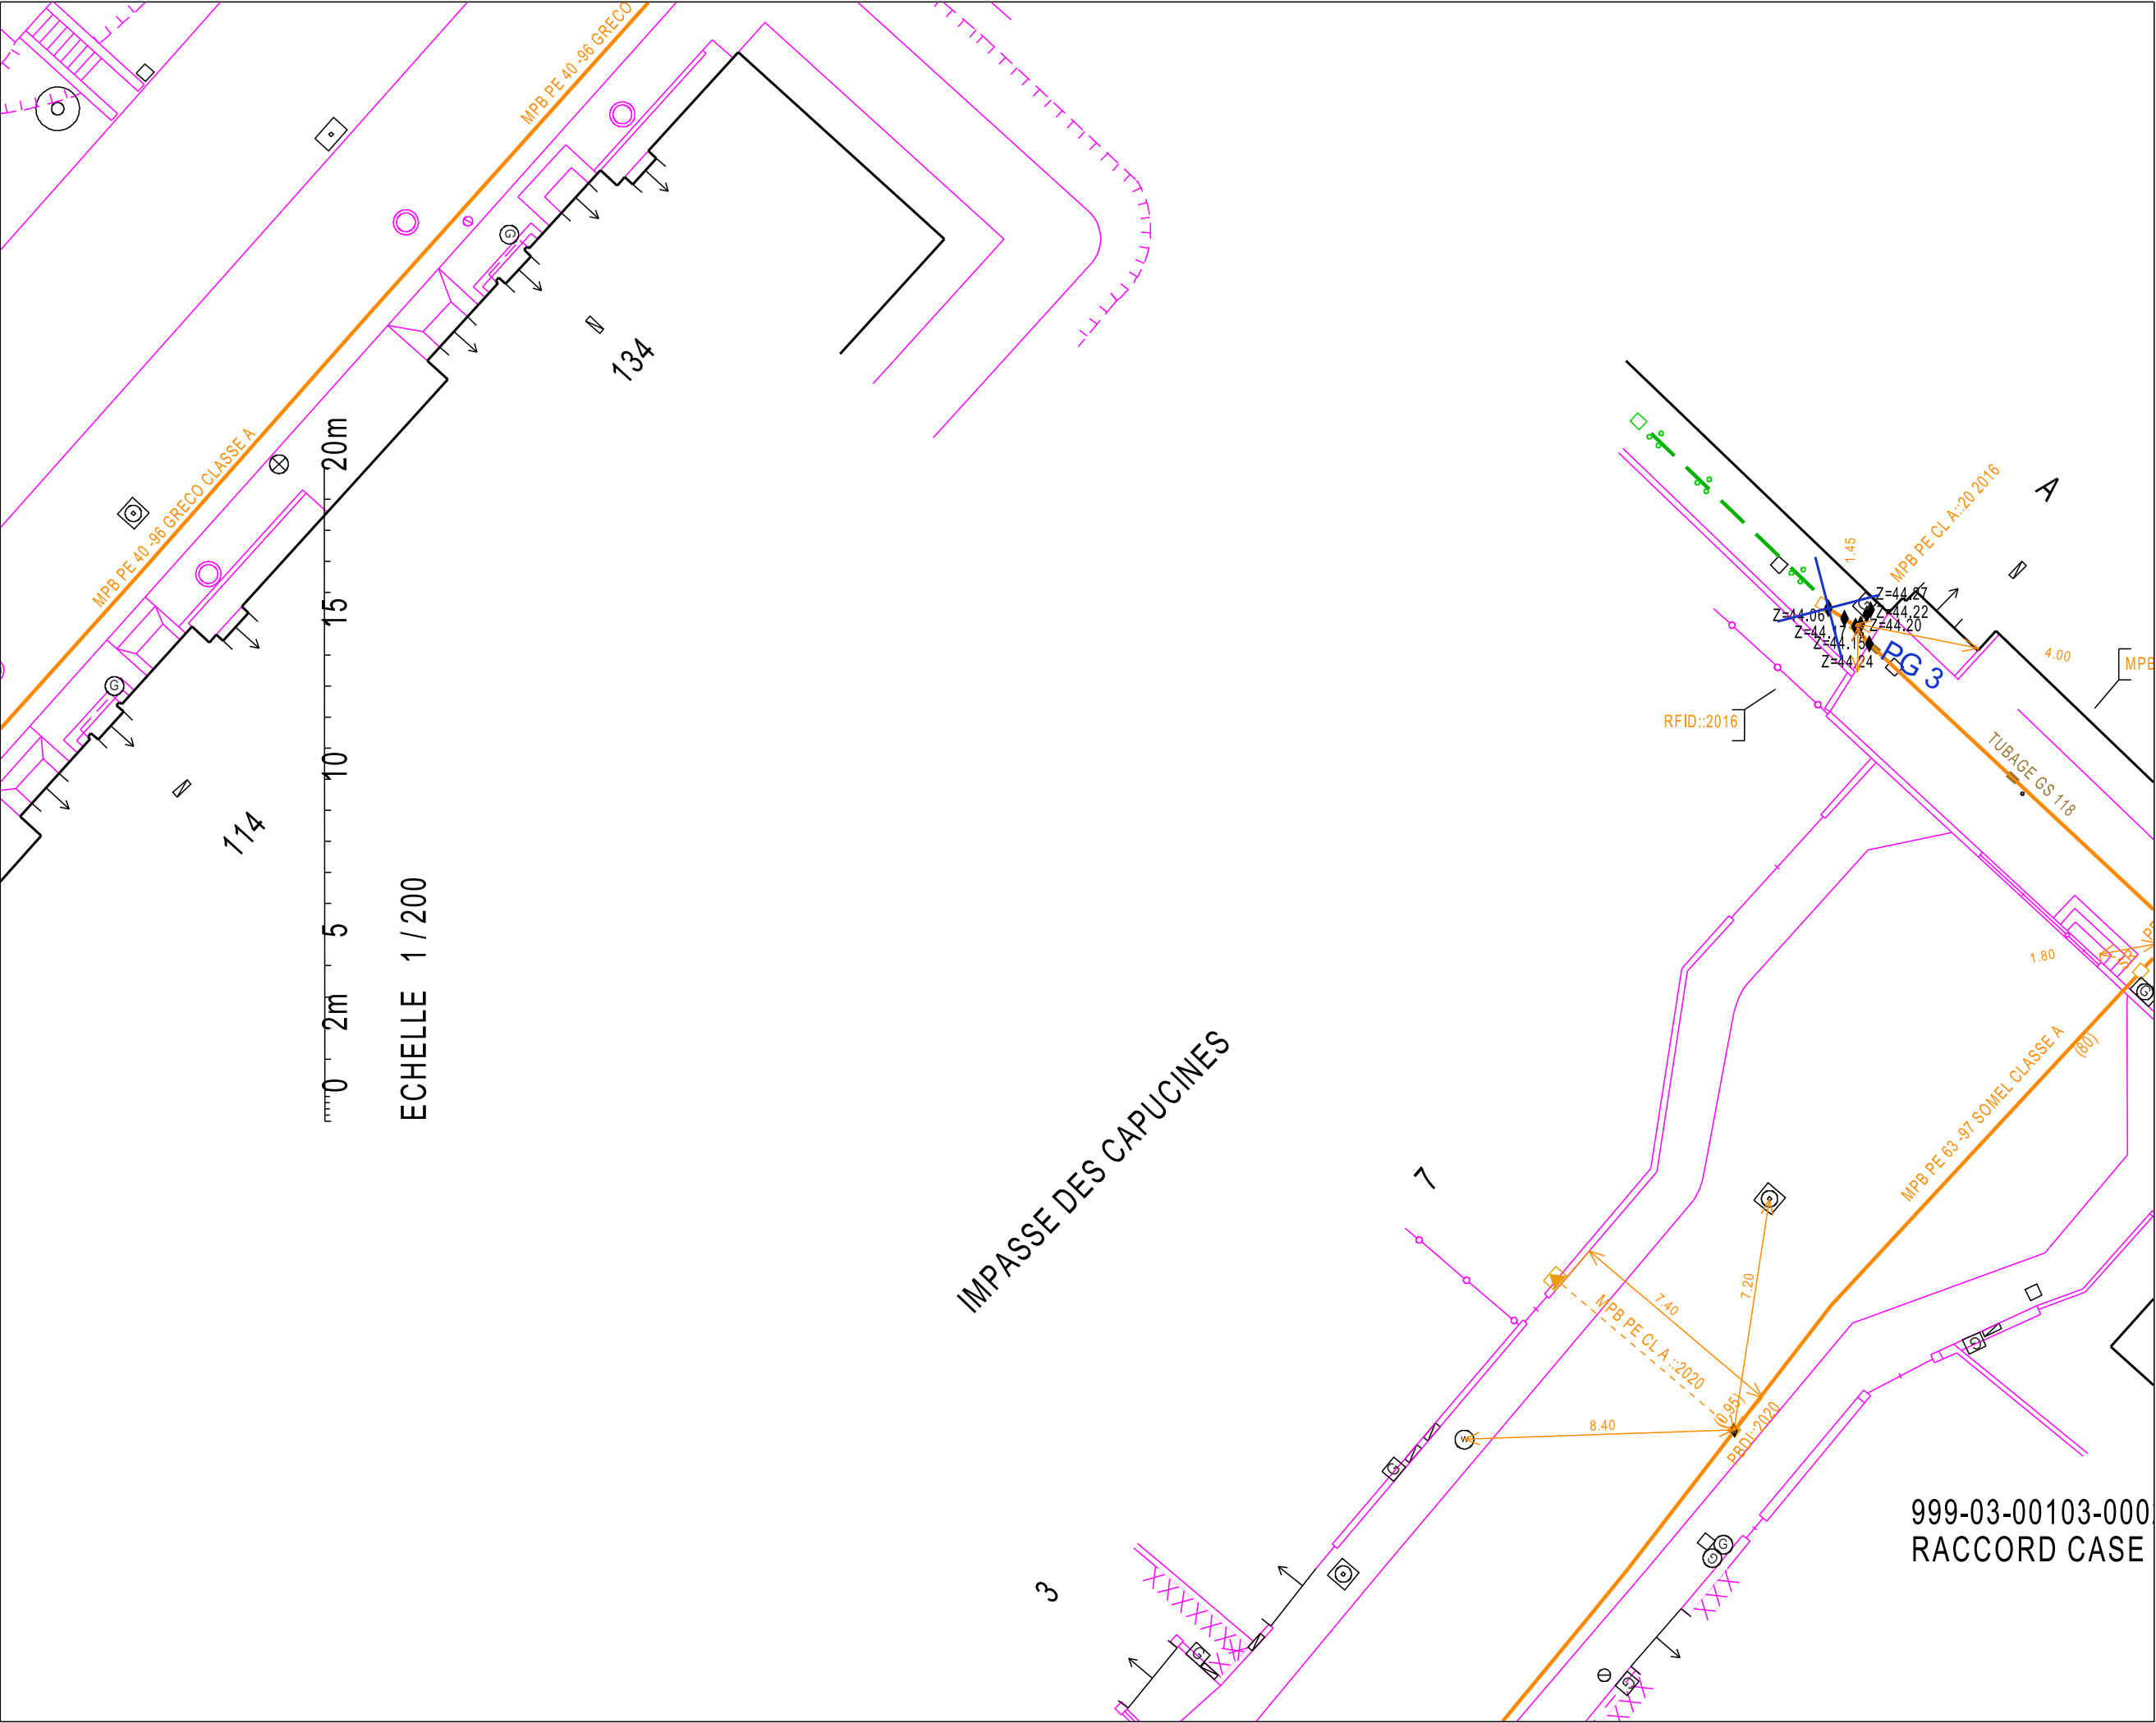 MPB PE 40 -96 GRECO
MPB PE 40 -96 GRECO CLASSE A
134
114
20m
15
10
5
2m
0
ECHELLE 1 / 200
IMPASSE DES CAPUCINES
7
3
A
MPB PE CL A::20 2016
1.45
Z=44.27
Z=44.22
Z=44.20
Z=44.06
Z=44.15
Z=44.24
PG 3
4.00
MPB
RFID::2016
TUBAGE GS 118
1.80
MPB PE 63 -97 SOMEL CLASSE A
(80)
7.20
7.40
MPB PE CL A ::2020
8.40
(0.95)
PBDI::2020
999-03-00103-000
RACCORD CASE
G
G
G
G
G
G
G
G
G
W